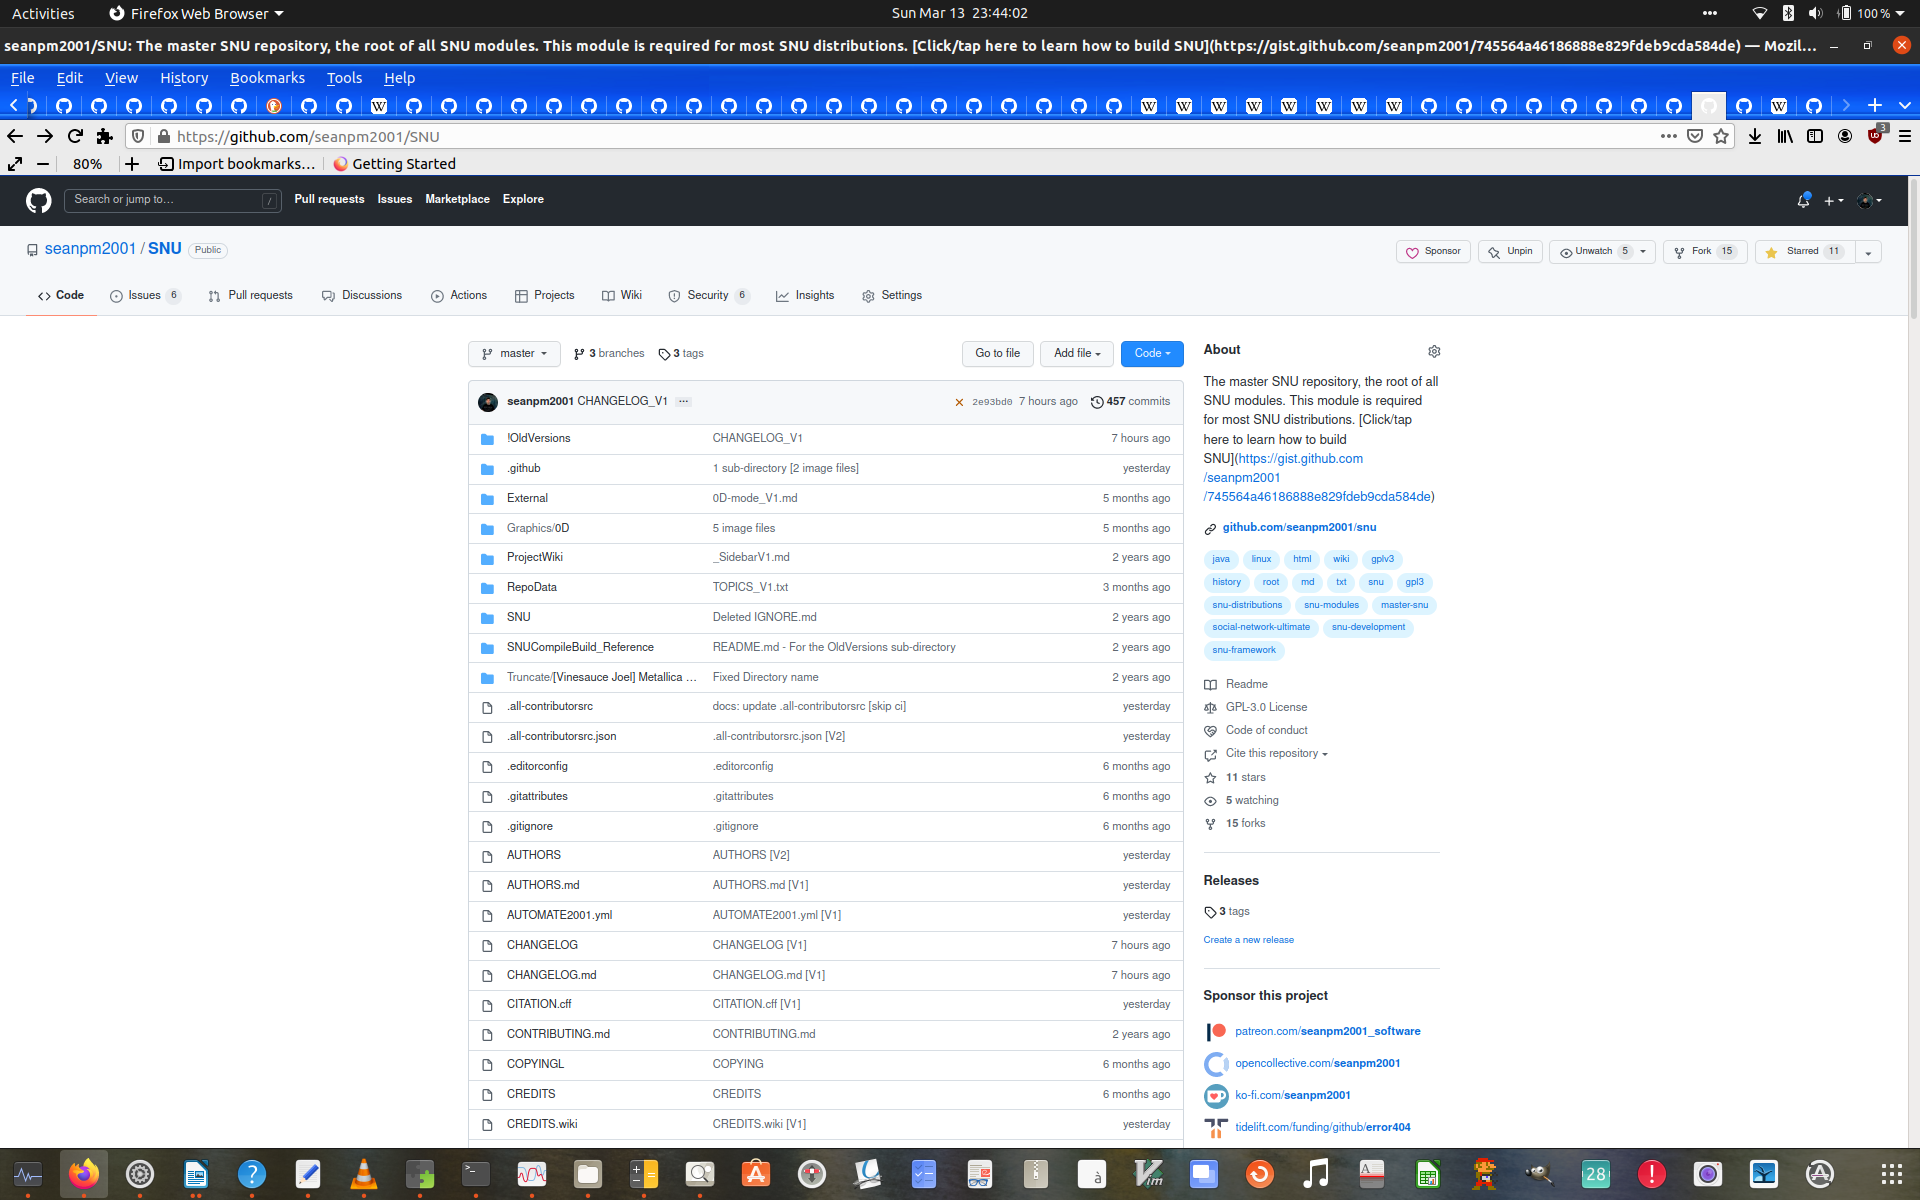 Activities
Firefox Web Browser
Sun Mar 13 23:44:02
100 %
seanpm2001/SNU: The master SNU repository, the root of all SNU modules. This module is required for most SNU distributions. [Click/tap here to learn how to build SNU](https://gist.github.com/seanpm2001/745564a46186888e829fdeb9cda584de) — Mozil…
File Edit View History Bookmarks Tools Help
https://github.com/seanpm2001/SNU
3
80%
Import bookmarks…
Getting Started
Search or jump to…
/
Pull requests Issues Marketplace Explore
seanpm2001 / SNU Public
Sponsor
Unpin
Unwatch 5
Fork 15
Starred 11
Code
Issues 6
Pull requests
Discussions
Actions
Projects
Wiki
Security 6
Insights
Settings
master
3 branches
3 tags
Go to file
Add file
Code
seanpm2001 CHANGELOG_V1 ...
2e93bd0 7 hours ago
457 commits
!OldVersions CHANGELOG_V1 7 hours ago
.github 1 sub-directory [2 image files] yesterday
External 0D-mode_V1.md 5 months ago
Graphics/0D 5 image files 5 months ago
ProjectWiki _SidebarV1.md 2 years ago
RepoData TOPICS_V1.txt 3 months ago
SNU Deleted IGNORE.md 2 years ago
SNUCompileBuild_Reference README.md - For the OldVersions sub-directory 2 years ago
Truncate/[Vinesauce Joel] Metallica … Fixed Directory name 2 years ago
.all-contributorsrc docs: update .all-contributorsrc [skip ci] yesterday
.all-contributorsrc.json .all-contributorsrc.json [V2] yesterday
.editorconfig .editorconfig 6 months ago
.gitattributes .gitattributes 6 months ago
.gitignore .gitignore 6 months ago
AUTHORS AUTHORS [V2] yesterday
AUTHORS.md AUTHORS.md [V1] yesterday
AUTOMATE2001.yml AUTOMATE2001.yml [V1] yesterday
CHANGELOG CHANGELOG [V1] 7 hours ago
CHANGELOG.md CHANGELOG.md [V1] 7 hours ago
CITATION.cff CITATION.cff [V1] yesterday
CONTRIBUTING.md CONTRIBUTING.md 2 years ago
COPYINGL COPYING 6 months ago
CREDITS CREDITS 6 months ago
CREDITS.wiki CREDITS.wiki [V1] yesterday
About
The master SNU repository, the root of all
SNU modules. This module is required
for most SNU distributions. [Click/tap
here to learn how to build
SNU](https://gist.github.com
/seanpm2001
/745564a46186888e829fdeb9cda584de)
github.com/seanpm2001/snu
java linux html wiki gplv3
history root md txt snu gpl3
snu-distributions snu-modules master-snu
social-network-ultimate snu-development
snu-framework
Readme
GPL-3.0 License
Code of conduct
Cite this repository
11 stars
5 watching
15 forks
Releases
3 tags
Create a new release
Sponsor this project
patreon.com/seanpm2001_software
opencollective.com/seanpm2001
ko-fi.com/seanpm2001
tidelift.com/funding/github/error404
28